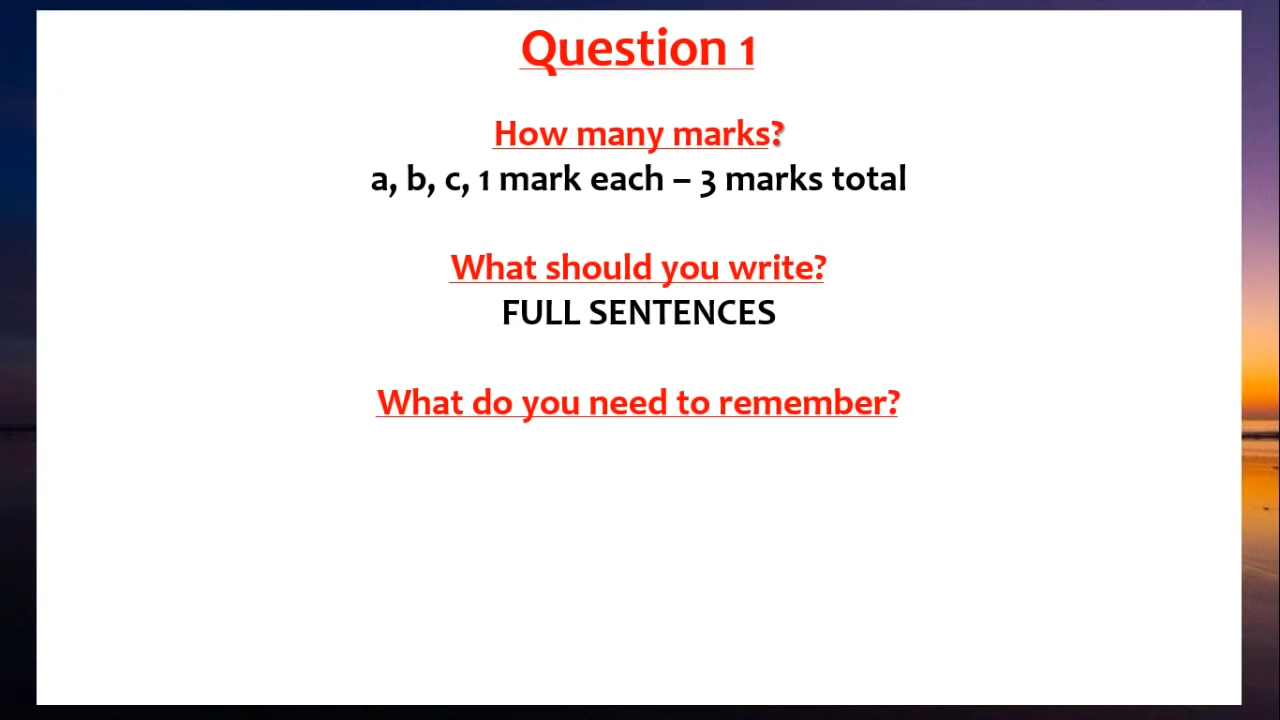 Question 1
How many marks?
a, b, c, 1 mark each – 3 marks total
What should you write?
FULL SENTENCES
What do you need to remember?